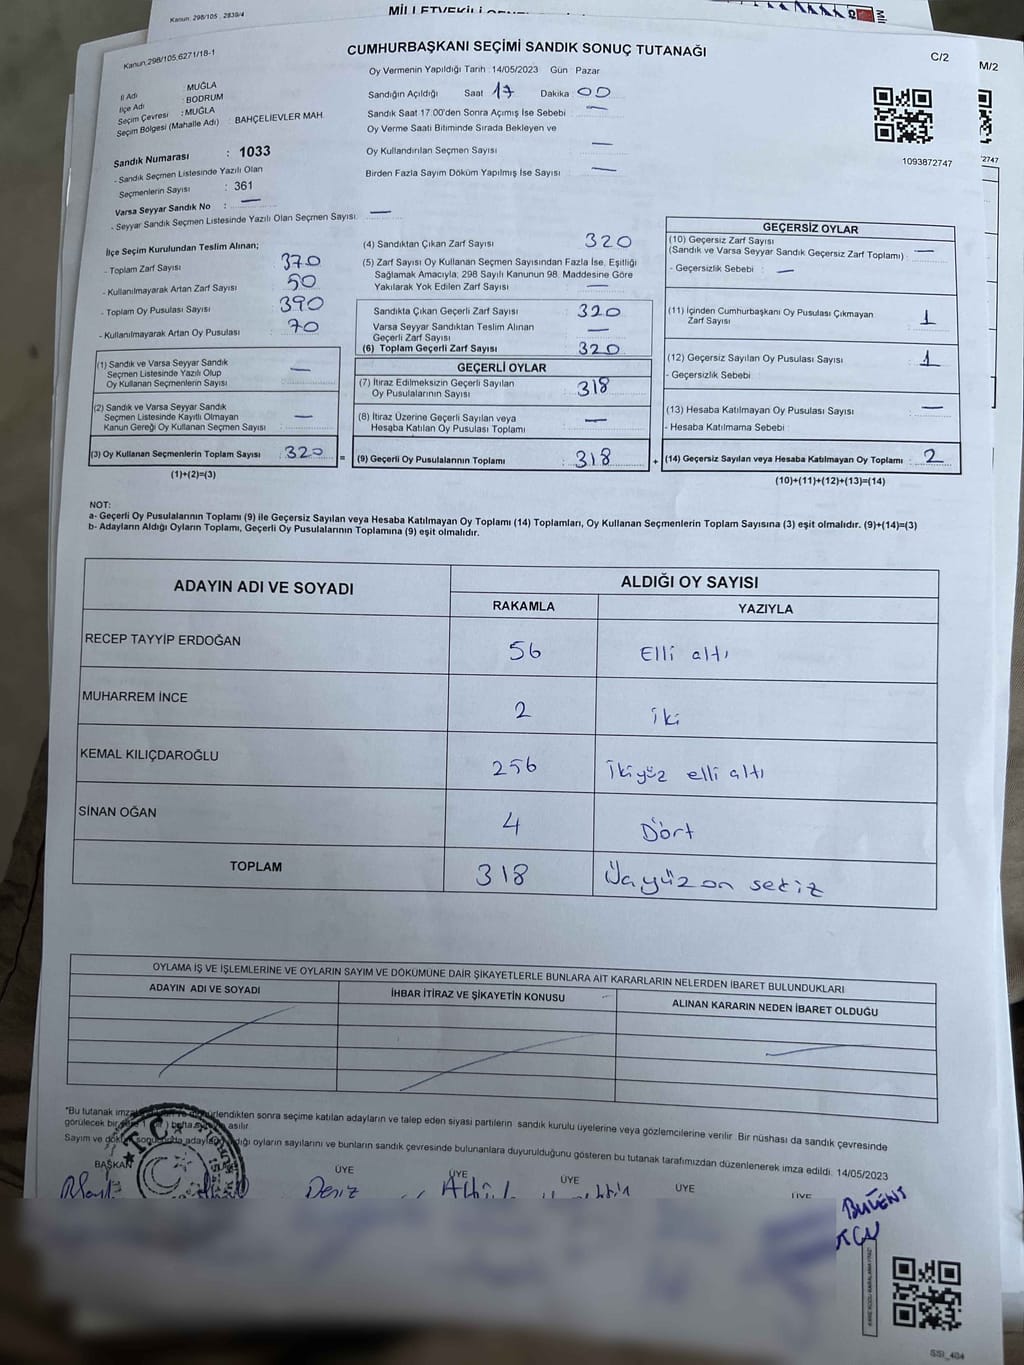 Kanun. 298/105 , 2839/4
Kanun,298/105,6271/18-1
CUMHURBAŞKANI SEÇİMİ SANDIK SONUÇ TUTANAĞI
C/2
M/2
Oy Vermenin Yapıldığı Tarih :14/05/2023 Gün Pazar
İl Adı : MUĞLA
İlçe Adı : BODRUM
Seçim Çevresi : MUĞLA
Seçim Bölgesi (Mahalle Adı) : BAHÇELİEVLER MAH.
Sandık Numarası : 1033
- Sandık Seçmen Listesinde Yazılı Olan
Seçmenlerin Sayısı : 361
Varsa Seyyar Sandık No : —
- Seyyar Sandık Seçmen Listesinde Yazılı Olan Seçmen Sayısı: —
Sandığın Açıldığı Saat 17 Dakika 00
Sandık Saat 17.00'den Sonra Açımış İse Sebebi : —
Oy Verme Saati Bitiminde Sırada Bekleyen ve
Oy Kullandırılan Seçmen Sayısı —
Birden Fazla Sayım Döküm Yapılmış İse Sayısı : —
1093872747
2747
İlçe Seçim Kurulundan Teslim Alınan;
- Toplam Zarf Sayısı : 370
- Kullanılmayarak Artan Zarf Sayısı : 50
- Toplam Oy Pusulası Sayısı : 390
- Kullanılmayarak Artan Oy Pusulası : 70
(1) Sandık ve Varsa Seyyar Sandık
Seçmen Listesinde Yazılı Olup
Oy Kullanan Seçmenlerin Sayısı : —
(2) Sandık ve Varsa Seyyar Sandık
Seçmen Listesinde Kayıtlı Olmayan
Kanun Gereği Oy Kullanan Seçmen Sayısı : —
(3) Oy Kullanan Seçmenlerin Toplam Sayısı : 320 =
(1)+(2)=(3)
(4) Sandıktan Çıkan Zarf Sayısı 320
(5) Zarf Sayısı Oy Kullanan Seçmen Sayısından Fazla İse, Eşitliği
Sağlamak Amacıyla; 298 Sayılı Kanunun 98. Maddesine Göre
Yakılarak Yok Edilen Zarf Sayısı : —
Sandıkta Çıkan Geçerli Zarf Sayısı : 320
Varsa Seyyar Sandıktan Teslim Alınan
Geçerli Zarf Sayısı : —
(6) Toplam Geçerli Zarf Sayısı : 320
GEÇERLİ OYLAR
(7) İtiraz Edilmeksizin Geçerli Sayılan
Oy Pusulalarının Sayısı : 318
(8) İtiraz Üzerine Geçerli Sayılan veya
Hesaba Katılan Oy Pusulası Toplamı : —
(9) Geçerli Oy Pusulalarının Toplamı : 318 +
GEÇERSİZ OYLAR
(10) Geçersiz Zarf Sayısı
(Sandık ve Varsa Seyyar Sandık Geçersiz Zarf Toplamı) : —
- Geçersizlik Sebebi : —
(11) İçinden Cumhurbaşkanı Oy Pusulası Çıkmayan
Zarf Sayısı : 1
(12) Geçersiz Sayılan Oy Pusulası Sayısı : 1
- Geçersizlik Sebebi :
(13) Hesaba Katılmayan Oy Pusulası Sayısı : —
- Hesaba Katılmama Sebebi :
(14) Geçersiz Sayılan veya Hesaba Katılmayan Oy Toplamı : 2
(10)+(11)+(12)+(13)=(14)
NOT:
a- Geçerli Oy Pusulalarının Toplamı (9) ile Geçersiz Sayılan veya Hesaba Katılmayan Oy Toplamı (14) Toplamları, Oy Kullanan Seçmenlerin Toplam Sayısına (3) eşit olmalıdır. (9)+(14)=(3)
b- Adayların Aldığı Oyların Toplamı, Geçerli Oy Pusulalarının Toplamına (9) eşit olmalıdır.
ADAYIN ADI VE SOYADI ALDIĞI OY SAYISI
RAKAMLA YAZIYLA
RECEP TAYYİP ERDOĞAN 56 Elli altı
MUHARREM İNCE 2 iki
KEMAL KILIÇDAROĞLU 256 ikiyüz elli altı
SİNAN OĞAN 4 Dört
TOPLAM 318 Üçyüz on sekiz
OYLAMA İŞ VE İŞLEMLERİNE VE OYLARIN SAYIM VE DÖKÜMÜNE DAİR ŞİKAYETLERLE BUNLARA AİT KARARLARIN NELERDEN İBARET BULUNDUKLARI
ADAYIN ADI VE SOYADI İHBAR İTİRAZ VE ŞİKAYETİN KONUSU ALINAN KARARIN NEDEN İBARET OLDUĞU
"Bu tutanak mühürlendikten sonra seçime katılan adayların ve talep eden siyasi partilerin sandık kurulu üyelerine veya gözlemcilerine verilir. Bir nüshası da sandık çevresinde
görülecek bir hafta asılır.
Sayım ve döküm sonucunda adayların aldığı oyların sayılarını ve bunların sandık çevresinde bulunanlara duyurulduğunu gösteren bu tutanak tarafımızdan düzenlenerek imza edildi. 14/05/2023
BAŞKAN ÜYE ÜYE ÜYE ÜYE ÜYE
T.C.
Deniz
BÜLENT